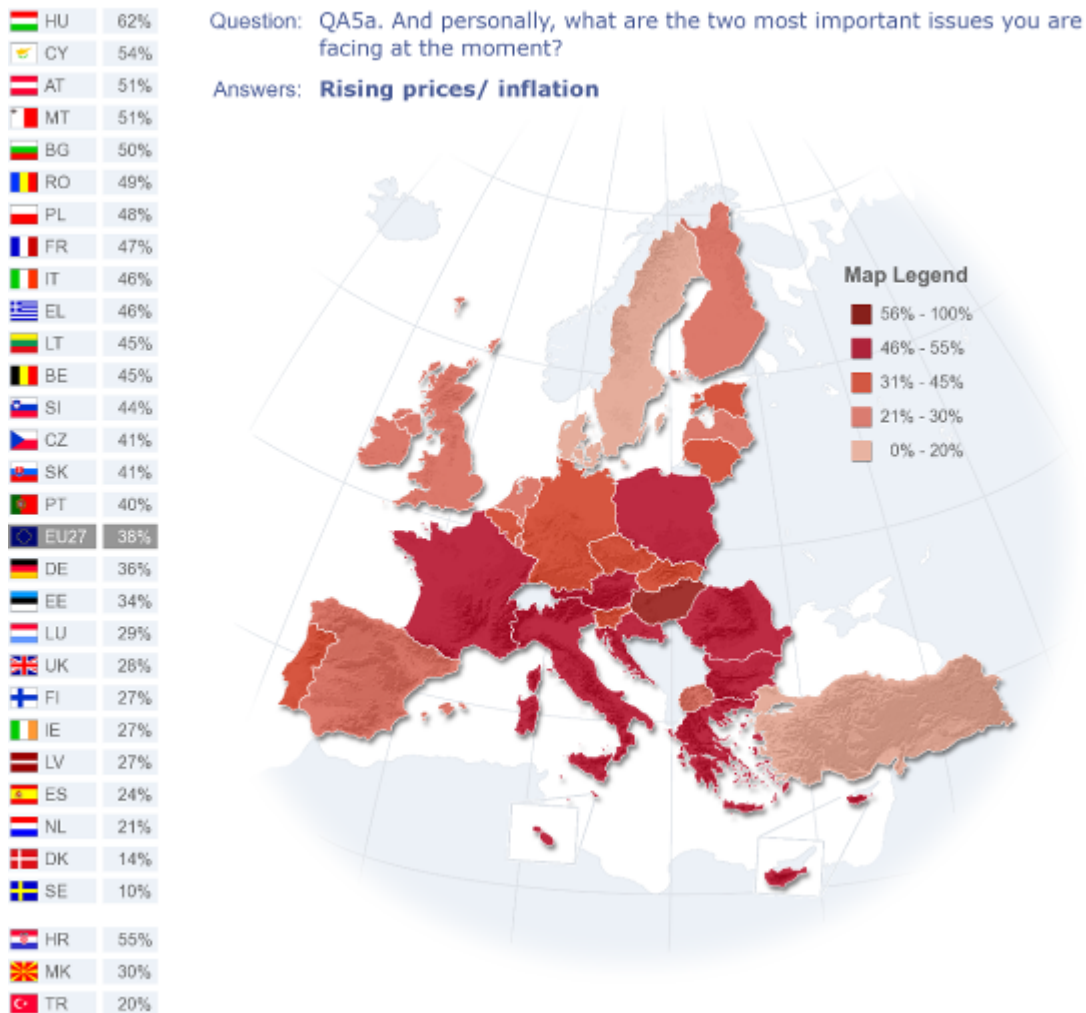 Question: QA5a. And personally, what are the two most important issues you are
facing at the moment?
Answers: Rising prices/ inflation
HU 62%
CY 54%
AT 51%
MT 51%
BG 50%
RO 49%
PL 48%
FR 47%
IT 46%
EL 46%
LT 45%
BE 45%
SI 44%
CZ 41%
SK 41%
PT 40%
EU27 38%
DE 36%
EE 34%
LU 29%
UK 28%
FI 27%
IE 27%
LV 27%
ES 24%
NL 21%
DK 14%
SE 10%
HR 55%
MK 30%
TR 20%
Map Legend
56% - 100%
46% - 55%
31% - 45%
21% - 30%
0% - 20%